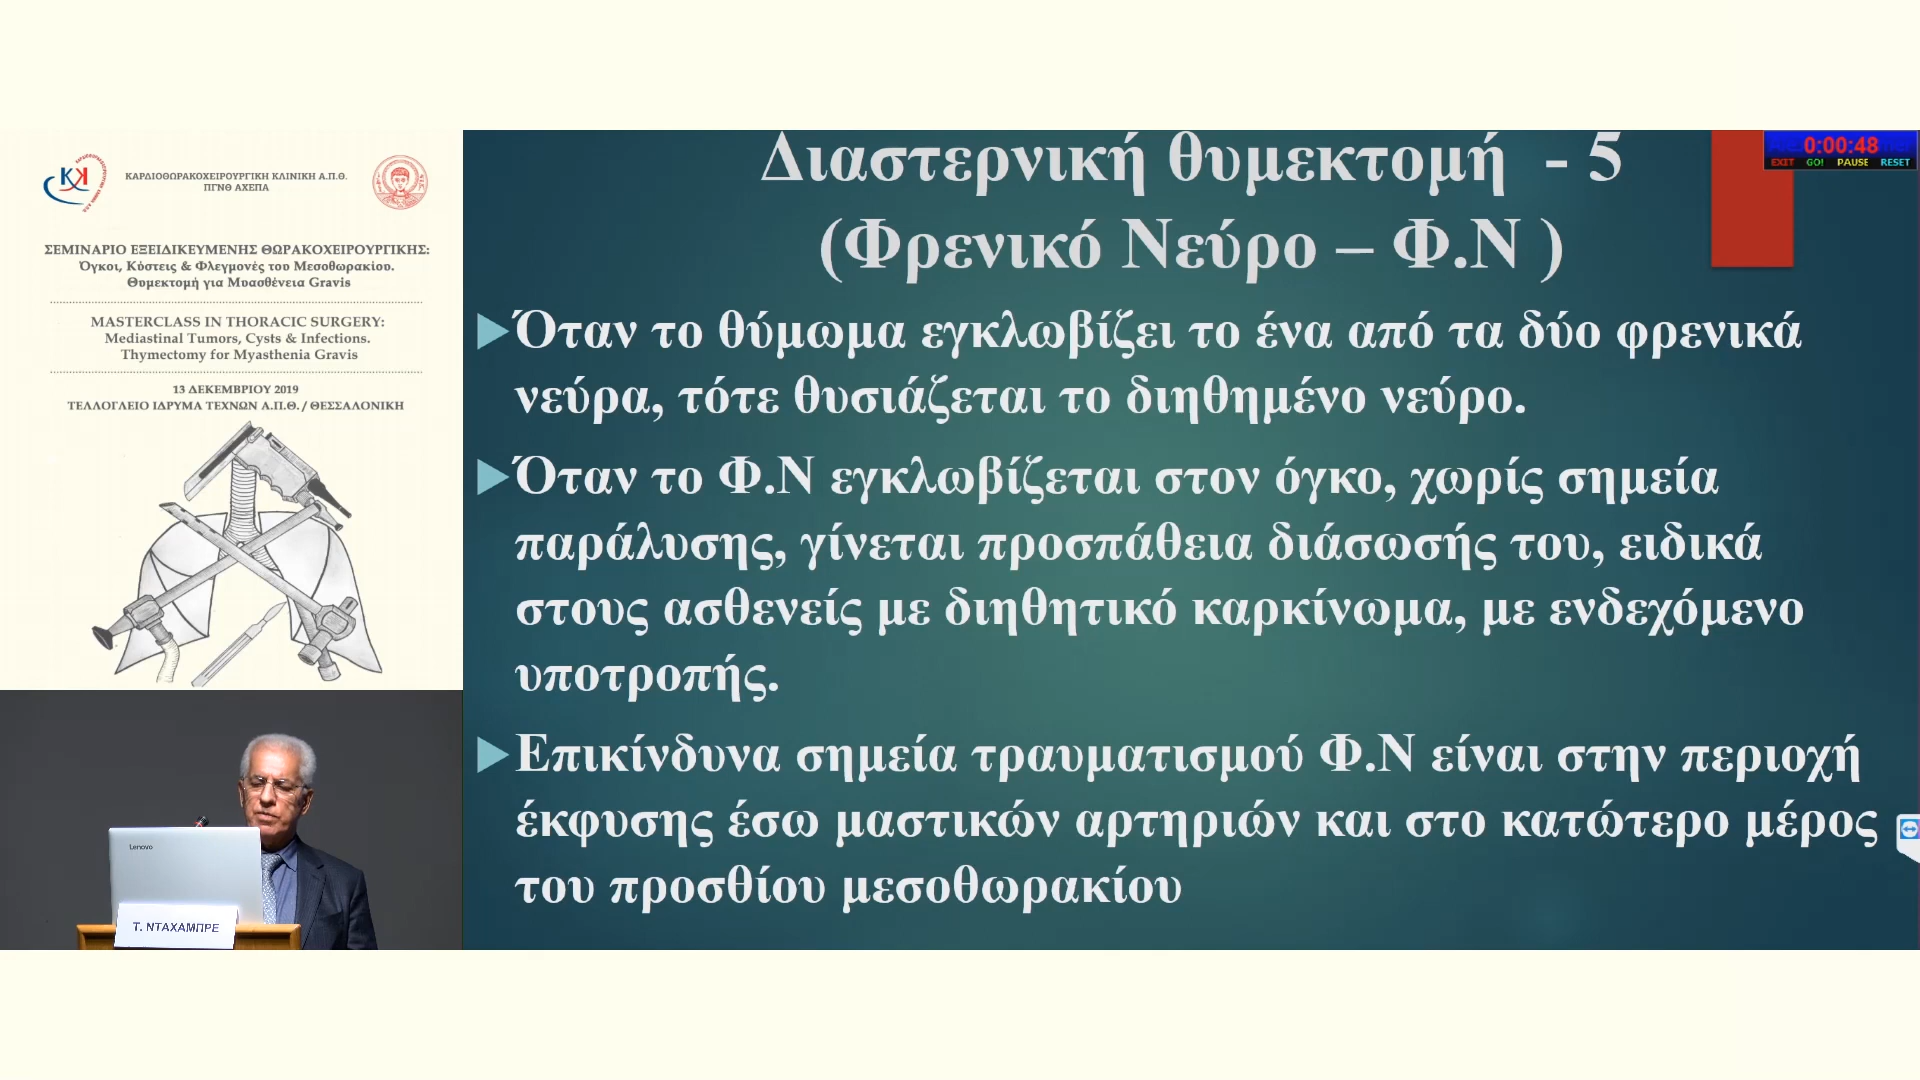 ΚΑΡΔΙΟΘΩΡΑΚΟΧΕΙΡΟΥΡΓΙΚΗ ΚΛΙΝΙΚΗ Α.Π.Θ.
ΠΓΝΘ ΑΧΕΠΑ
ΣΕΜΙΝΑΡΙΟ ΕΞΕΙΔΙΚΕΥΜΕΝΗΣ ΘΩΡΑΚΟΧΕΙΡΟΥΡΓΙΚΗΣ:
Όγκοι, Κύστεις & Φλεγμονές του Μεσοθωρακίου.
Θυμεκτομή για Μυασθένεια Gravis
MASTERCLASS IN THORACIC SURGERY:
Mediastinal Tumors, Cysts & Infections.
Thymectomy for Myasthenia Gravis
13 ΔΕΚΕΜΒΡΙΟΥ 2019
ΤΕΛΛΟΓΛΕΙΟ ΙΔΡΥΜΑ ΤΕΧΝΩΝ Α.Π.Θ. / ΘΕΣΣΑΛΟΝΙΚΗ
Lenovo
Τ. ΝΤΑΧΑΜΠΡΕ
Διαστερνική θυμεκτομή - 5
(Φρενικό Νεύρο – Φ.Ν )
Όταν το θύμωμα εγκλωβίζει το ένα από τα δύο φρενικά
νεύρα, τότε θυσιάζεται το διηθημένο νεύρο.
Όταν το Φ.Ν εγκλωβίζεται στον όγκο, χωρίς σημεία
παράλυσης, γίνεται προσπάθεια διάσωσής του, ειδικά
στους ασθενείς με διηθητικό καρκίνωμα, με ενδεχόμενο
υποτροπής.
Επικίνδυνα σημεία τραυματισμού Φ.Ν είναι στην περιοχή
έκφυσης έσω μαστικών αρτηριών και στο κατώτερο μέρος
του προσθίου μεσοθωρακίου
0:00:48
EXIT GO! PAUSE RESET